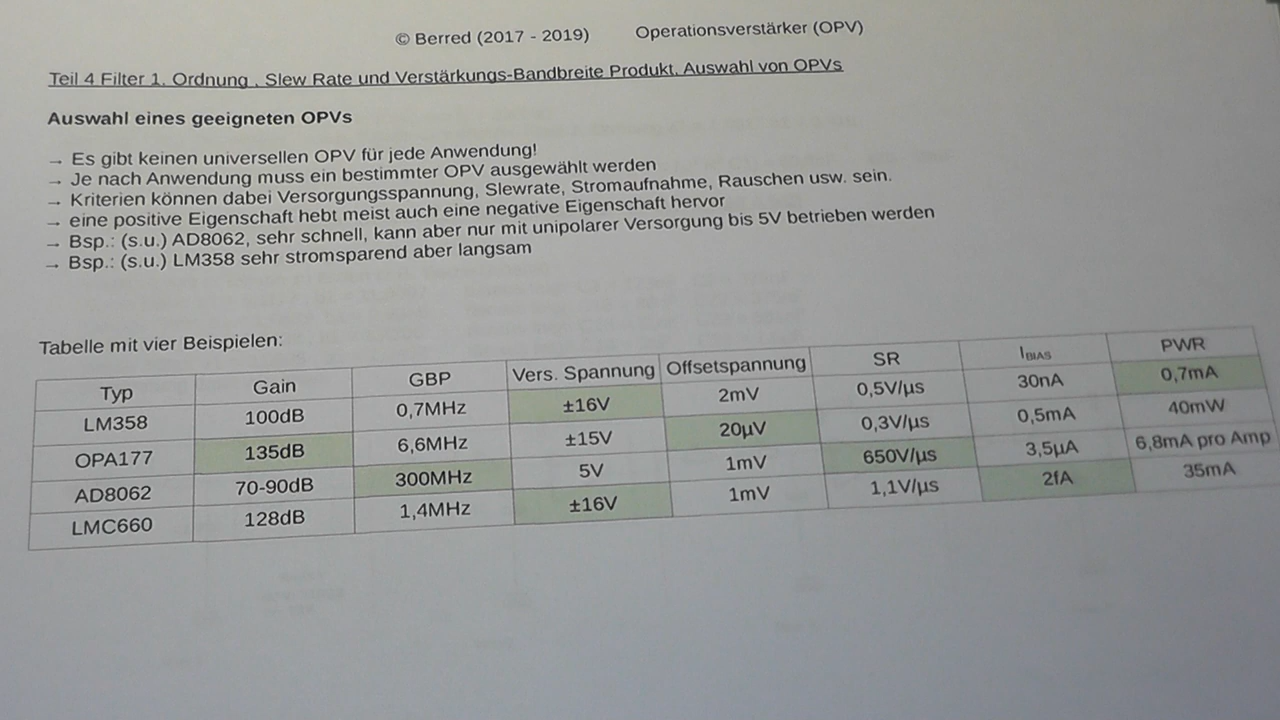 © Berred (2017 - 2019) Operationsverstärker (OPV)
Teil 4 Filter 1. Ordnung , Slew Rate und Verstärkungs-Bandbreite Produkt, Auswahl von OPVs
Auswahl eines geeigneten OPVs
→ Es gibt keinen universellen OPV für jede Anwendung!
→ Je nach Anwendung muss ein bestimmter OPV ausgewählt werden
→ Kriterien können dabei Versorgungsspannung, Slewrate, Stromaufnahme, Rauschen usw. sein.
→ eine positive Eigenschaft hebt meist auch eine negative Eigenschaft hervor
→ Bsp.: (s.u.) AD8062, sehr schnell, kann aber nur mit unipolarer Versorgung bis 5V betrieben werden
→ Bsp.: (s.u.) LM358 sehr stromsparend aber langsam
Tabelle mit vier Beispielen:
Typ Gain GBP Vers. Spannung Offsetspannung SR IBIAS PWR
LM358 100dB 0,7MHz ±16V 2mV 0,5V/µs 30nA 0,7mA
OPA177 135dB 6,6MHz ±15V 20µV 0,3V/µs 0,5mA 40mW
AD8062 70-90dB 300MHz 5V 1mV 650V/µs 3,5µA 6,8mA pro Amp
LMC660 128dB 1,4MHz ±16V 1mV 1,1V/µs 2fA 35mA